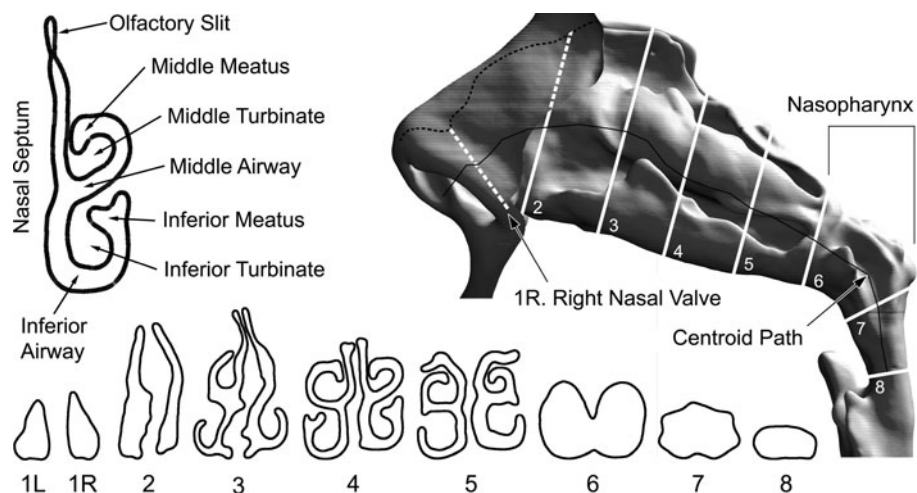 Olfactory Slit
Middle Meatus
Middle Turbinate
Middle Airway
Inferior Meatus
Inferior Turbinate
Inferior
Airway
Nasal Septum
Nasopharynx
2
3
4
5
6
7
8
1R. Right Nasal Valve
Centroid Path
1L 1R 2 3 4 5 6 7 8